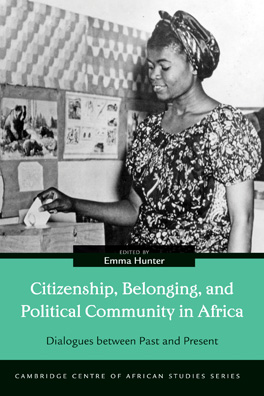 EDITED BY
Emma Hunter
Citizenship, Belonging, and
Political Community in Africa
Dialogues between Past and Present
CAMBRIDGE CENTRE OF AFRICAN STUDIES SERIES